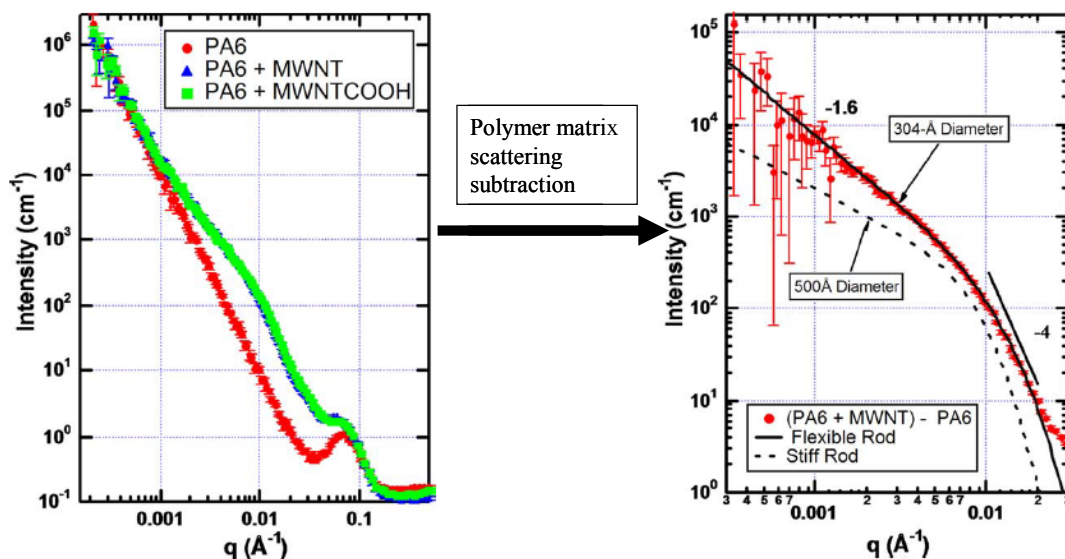 10⁶
10⁵
10⁴
10³
10²
10¹
10⁰
10⁻¹
Intensity (cm⁻¹)
PA6
PA6 + MWNT
PA6 + MWNTCOOH
0.001 0.01 0.1
q (Å⁻¹)
Polymer matrix
scattering
subtraction
10⁵
10⁴
10³
10²
10¹
10⁰
Intensity (cm⁻¹)
-1.6
304-Å Diameter
500Å Diameter
-4
(PA6 + MWNT) - PA6
Flexible Rod
Stiff Rod
3 4 5 6 7 2 3 4 5 6 7 2
0.001 0.01
q (Å⁻¹)